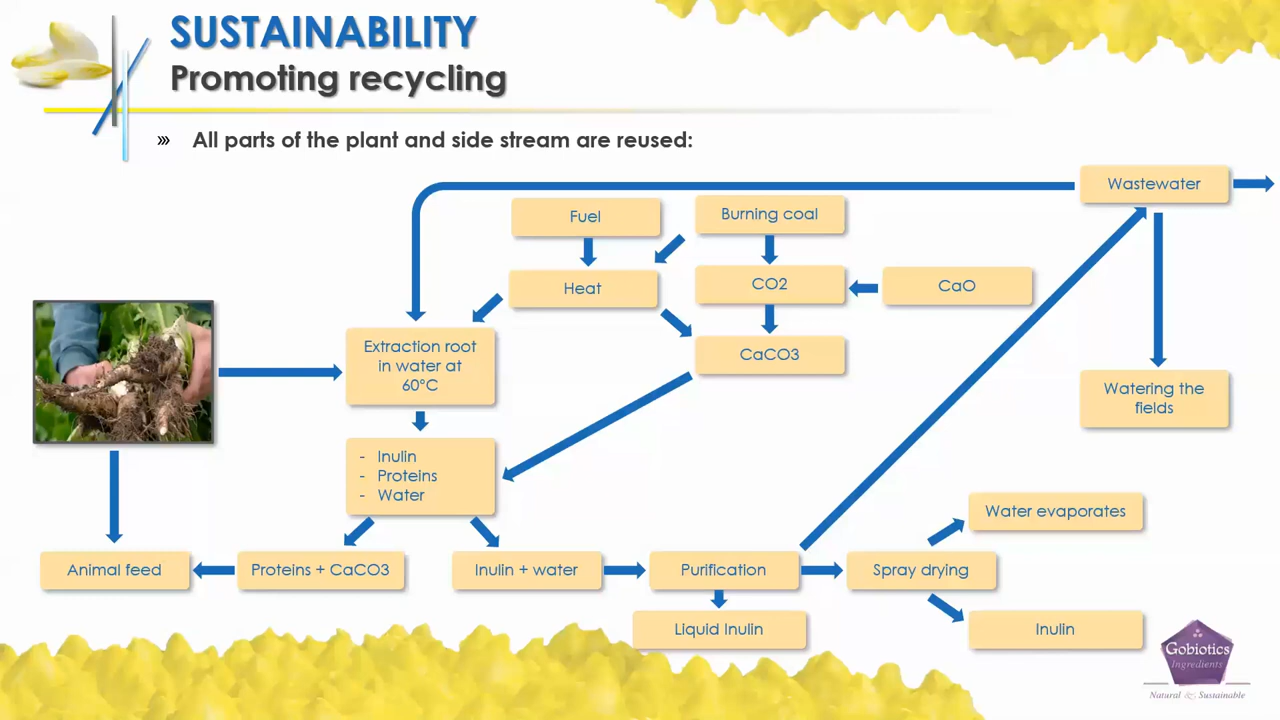 SUSTAINABILITY
Promoting recycling
»› All parts of the plant and side stream are reused:
Wastewater
Fuel
Burning coal
Heat
CO2
CaO
Extraction root
in water at
60°C
CaCO3
Watering the
fields
- Inulin
- Proteins
- Water
Water evaporates
Animal feed
Proteins + CaCO3
Inulin + water
Purification
Spray drying
Liquid Inulin
Inulin
Gobiotics
Ingredients
Natural & Sustainable